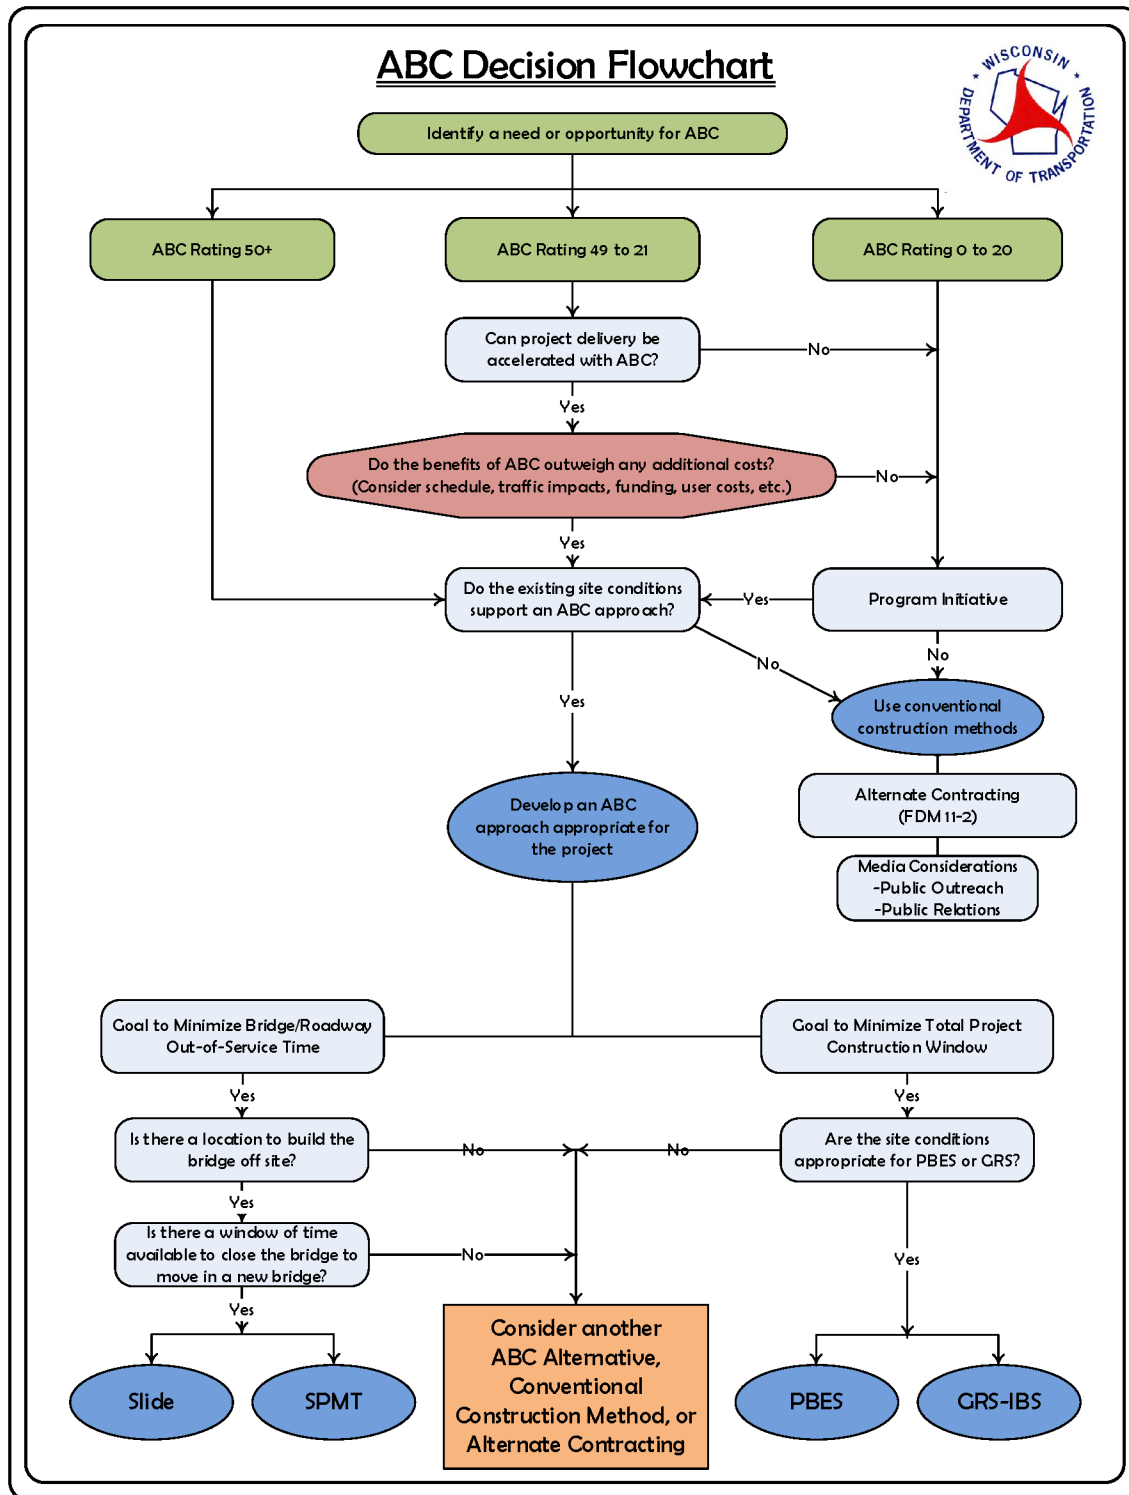 ABC Decision Flowchart
WISCONSIN
DEPARTMENT OF TRANSPORTATION
Identify a need or opportunity for ABC
ABC Rating 50+
ABC Rating 49 to 21
ABC Rating 0 to 20
Can project delivery be
accelerated with ABC?
No
Yes
Do the benefits of ABC outweigh any additional costs?
(Consider schedule, traffic impacts, funding, user costs, etc.)
No
Yes
Do the existing site conditions
support an ABC approach?
Yes
Program Initiative
No
No
Yes
Use conventional
construction methods
Develop an ABC
approach appropriate for
the project
Alternate Contracting
(FDM 11-2)
Media Considerations
-Public Outreach
-Public Relations
Goal to Minimize Bridge/Roadway
Out-of-Service Time
Goal to Minimize Total Project
Construction Window
Yes
Yes
Is there a location to build the
bridge off site?
No
No
Are the site conditions
appropriate for PBES or GRS?
Yes
Is there a window of time
available to close the bridge to
move in a new bridge?
No
Yes
Yes
Slide
SPMT
Consider another
ABC Alternative,
Conventional
Construction Method, or
Alternate Contracting
PBES
GRS-IBS